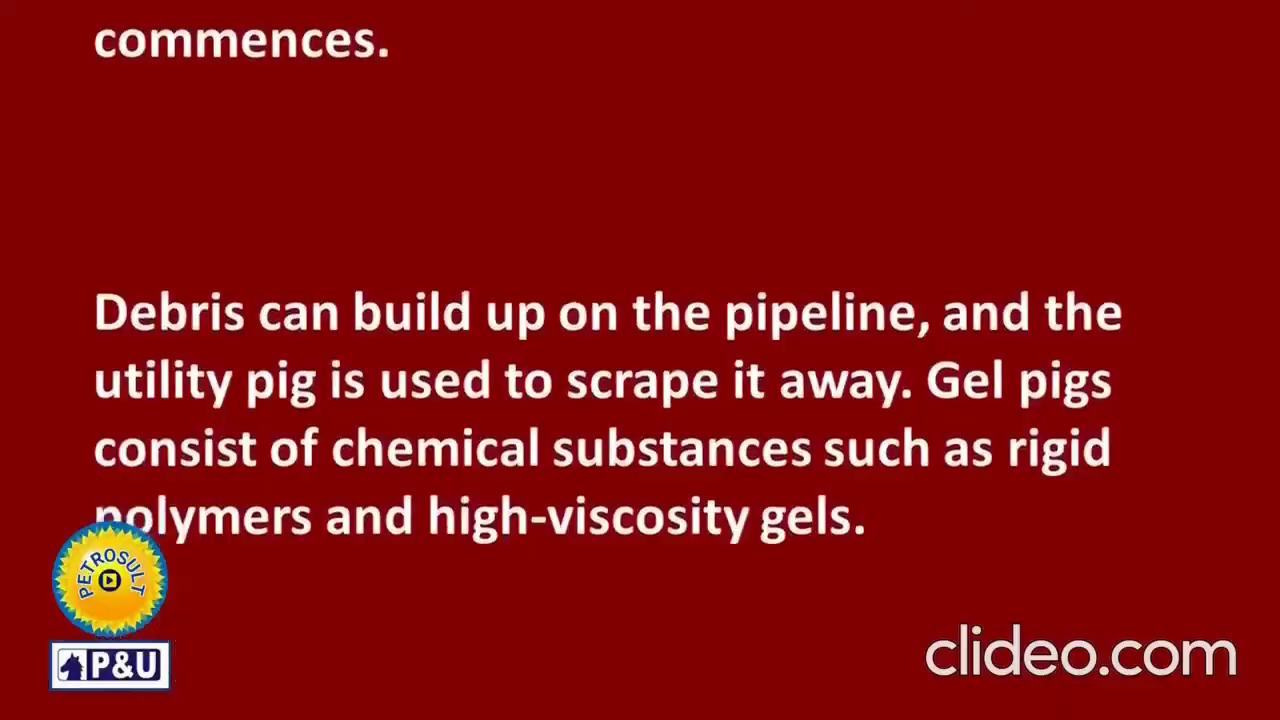 commences.
Debris can build up on the pipeline, and the
utility pig is used to scrape it away. Gel pigs
consist of chemical substances such as rigid
polymers and high-viscosity gels.
PETROSULT
P&U
clideo.com